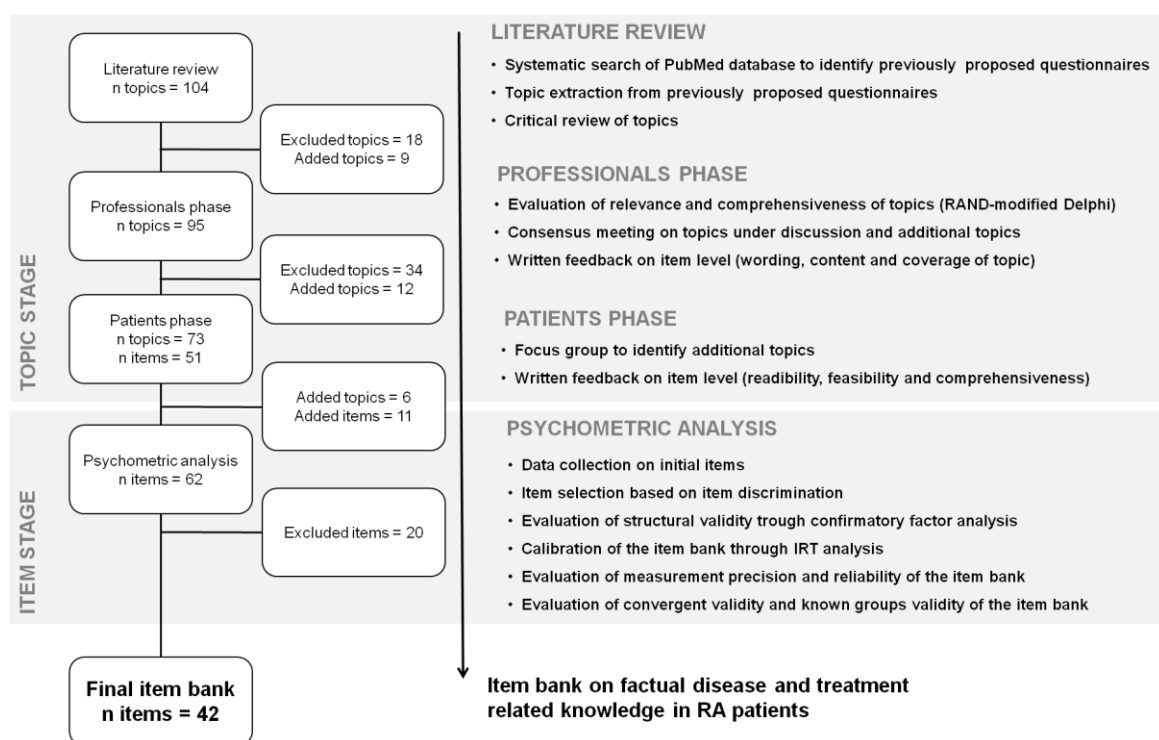 TOPIC STAGE
Literature review
n topics = 104
Excluded topics = 18
Added topics = 9
Professionals phase
n topics = 95
Excluded topics = 34
Added topics = 12
Patients phase
n topics = 73
n items = 51
Added topics = 6
Added items = 11
ITEM STAGE
Psychometric analysis
n items = 62
Excluded items = 20
Final item bank
n items = 42
LITERATURE REVIEW
• Systematic search of PubMed database to identify previously proposed questionnaires
• Topic extraction from previously proposed questionnaires
• Critical review of topics
PROFESSIONALS PHASE
• Evaluation of relevance and comprehensiveness of topics (RAND-modified Delphi)
• Consensus meeting on topics under discussion and additional topics
• Written feedback on item level (wording, content and coverage of topic)
PATIENTS PHASE
• Focus group to identify additional topics
• Written feedback on item level (readibility, feasibility and comprehensiveness)
PSYCHOMETRIC ANALYSIS
• Data collection on initial items
• Item selection based on item discrimination
• Evaluation of structural validity trough confirmatory factor analysis
• Calibration of the item bank through IRT analysis
• Evaluation of measurement precision and reliability of the item bank
• Evaluation of convergent validity and known groups validity of the item bank
Item bank on factual disease and treatment
related knowledge in RA patients